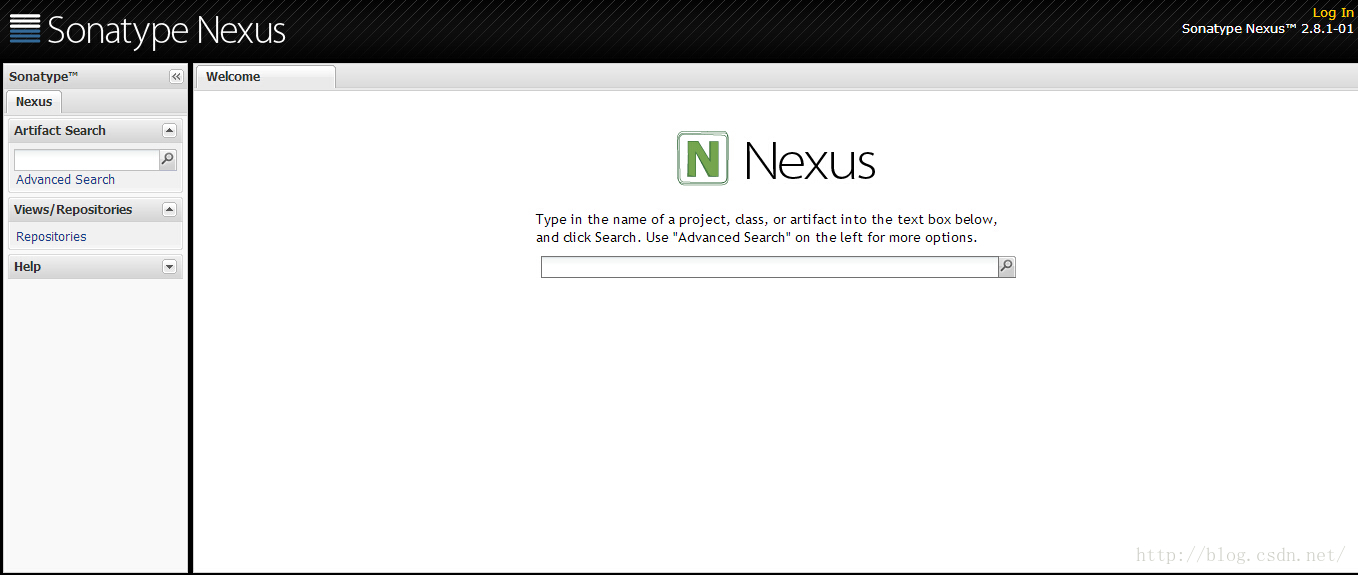 Sonatype Nexus
Log In
Sonatype Nexus™ 2.8.1-01
Sonatype™
Nexus
Artifact Search
Advanced Search
Views/Repositories
Repositories
Help
Welcome
N Nexus
Type in the name of a project, class, or artifact into the text box below,
and click Search. Use "Advanced Search" on the left for more options.
http://blog.csdn.net/